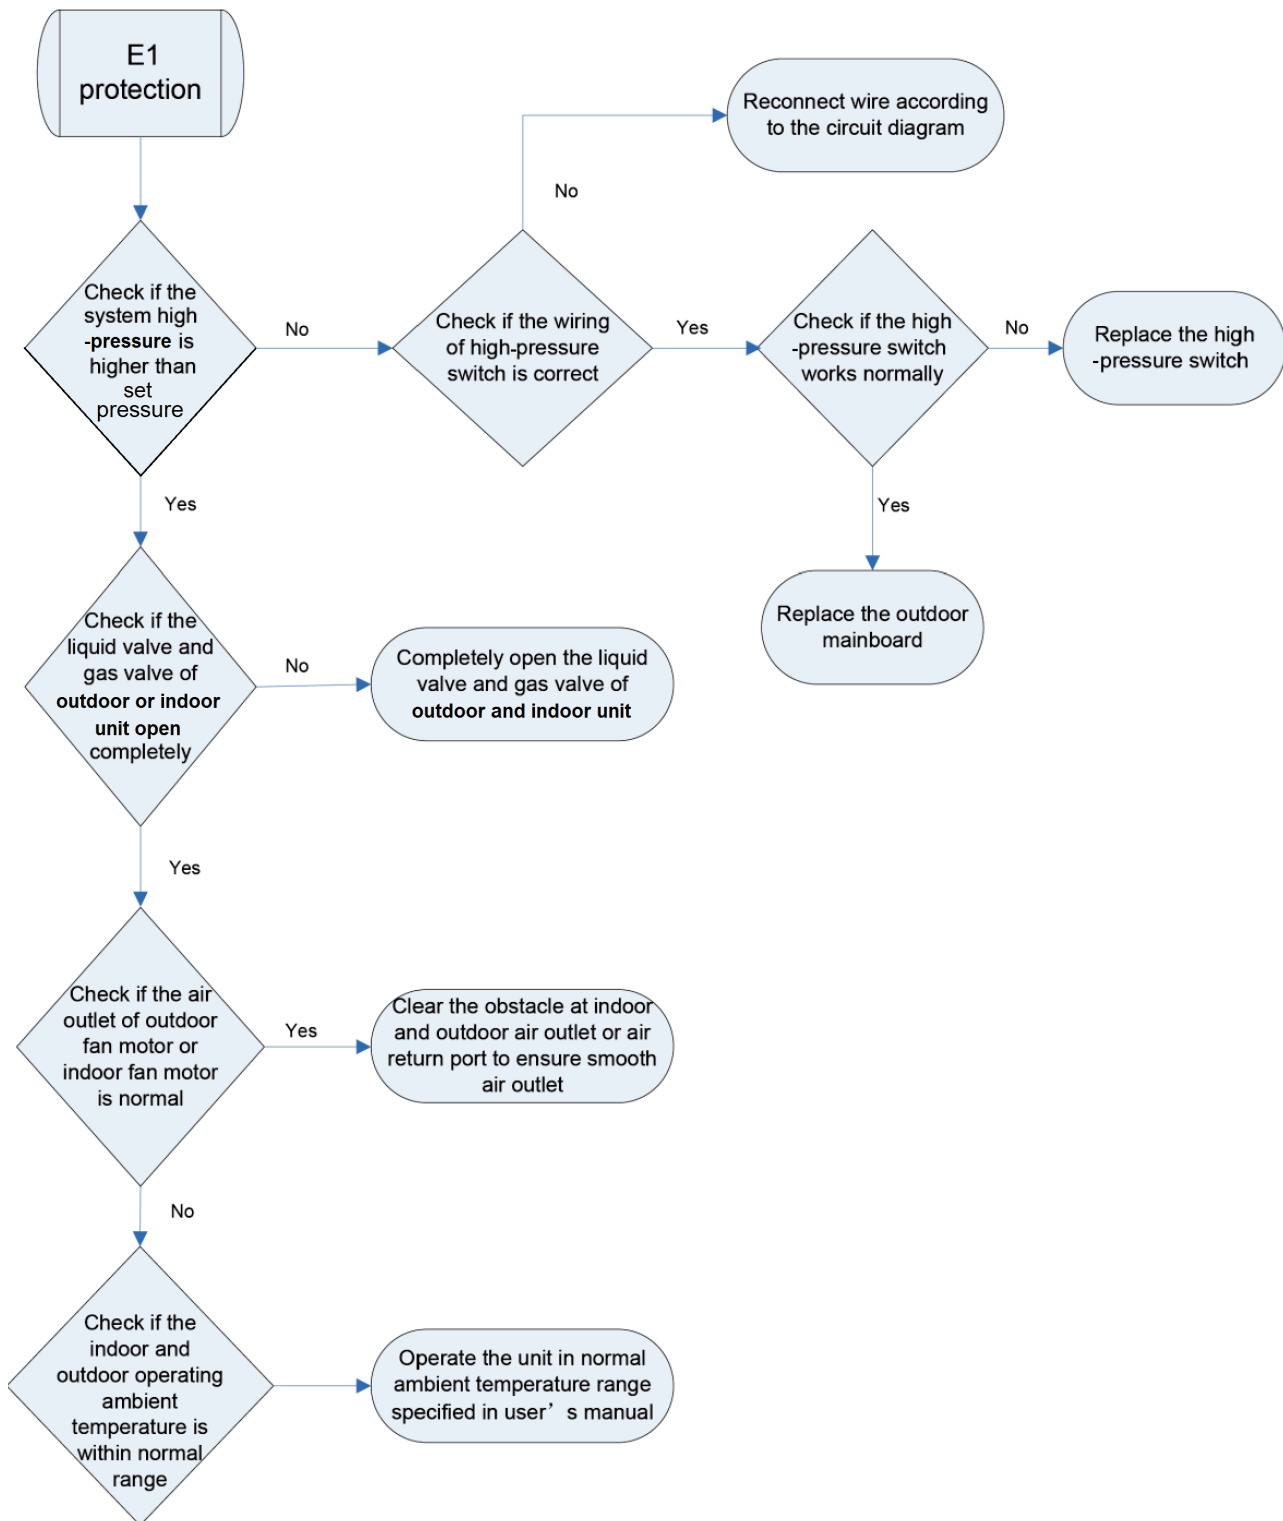 E1
protection
Reconnect wire according
to the circuit diagram
No
Check if the
system high
-pressure is
higher than
set
pressure
No
Check if the wiring
of high-pressure
switch is correct
Yes
Check if the high
-pressure switch
works normally
No
Replace the high
-pressure switch
Yes
Yes
Replace the outdoor
mainboard
Check if the
liquid valve and
gas valve of
outdoor or indoor
unit open
completely
No
Completely open the liquid
valve and gas valve of
outdoor and indoor unit
Yes
Check if the air
outlet of outdoor
fan motor or
indoor fan motor
is normal
Yes
Clear the obstacle at indoor
and outdoor air outlet or air
return port to ensure smooth
air outlet
No
Check if the
indoor and
outdoor operating
ambient
temperature is
within normal
range
Operate the unit in normal
ambient temperature range
specified in user’ s manual